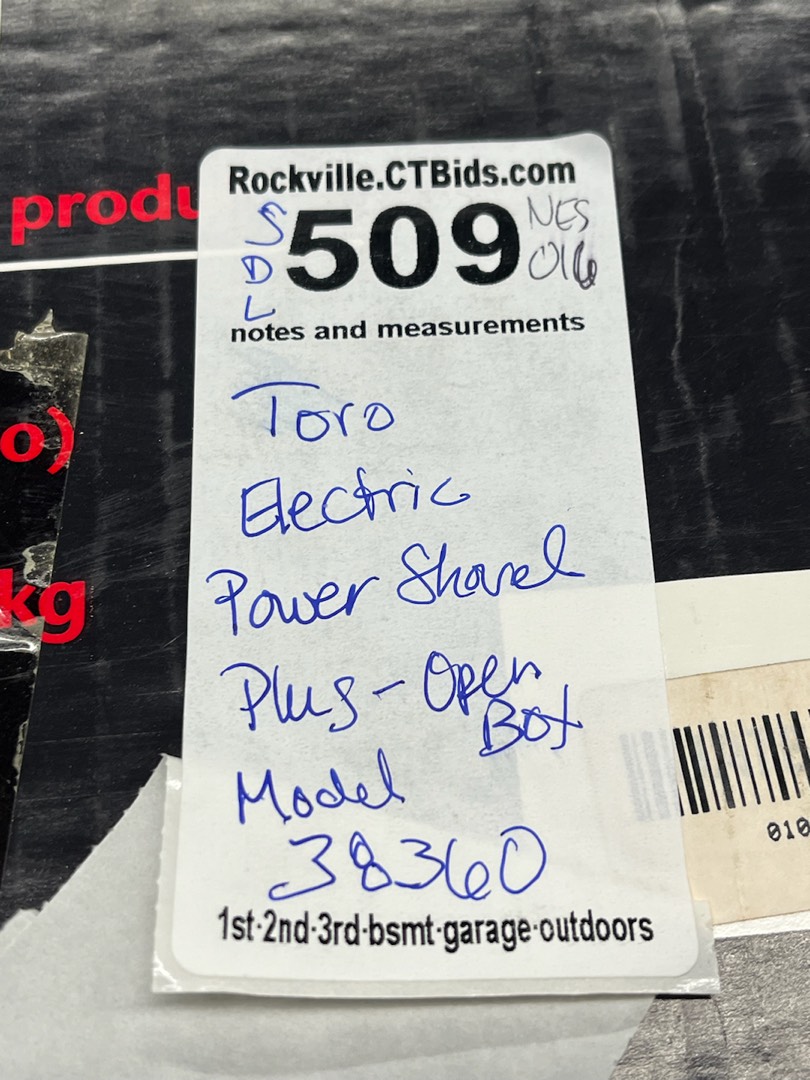 produ
o)
kg
Rockville.CTBids.com
S
D
L
509
NES
016
notes and measurements
Toro
Electric
Power Shovel
Plus - Open
Box
Model
38360
1st·2nd·3rd·bsmt·garage·outdoors
010